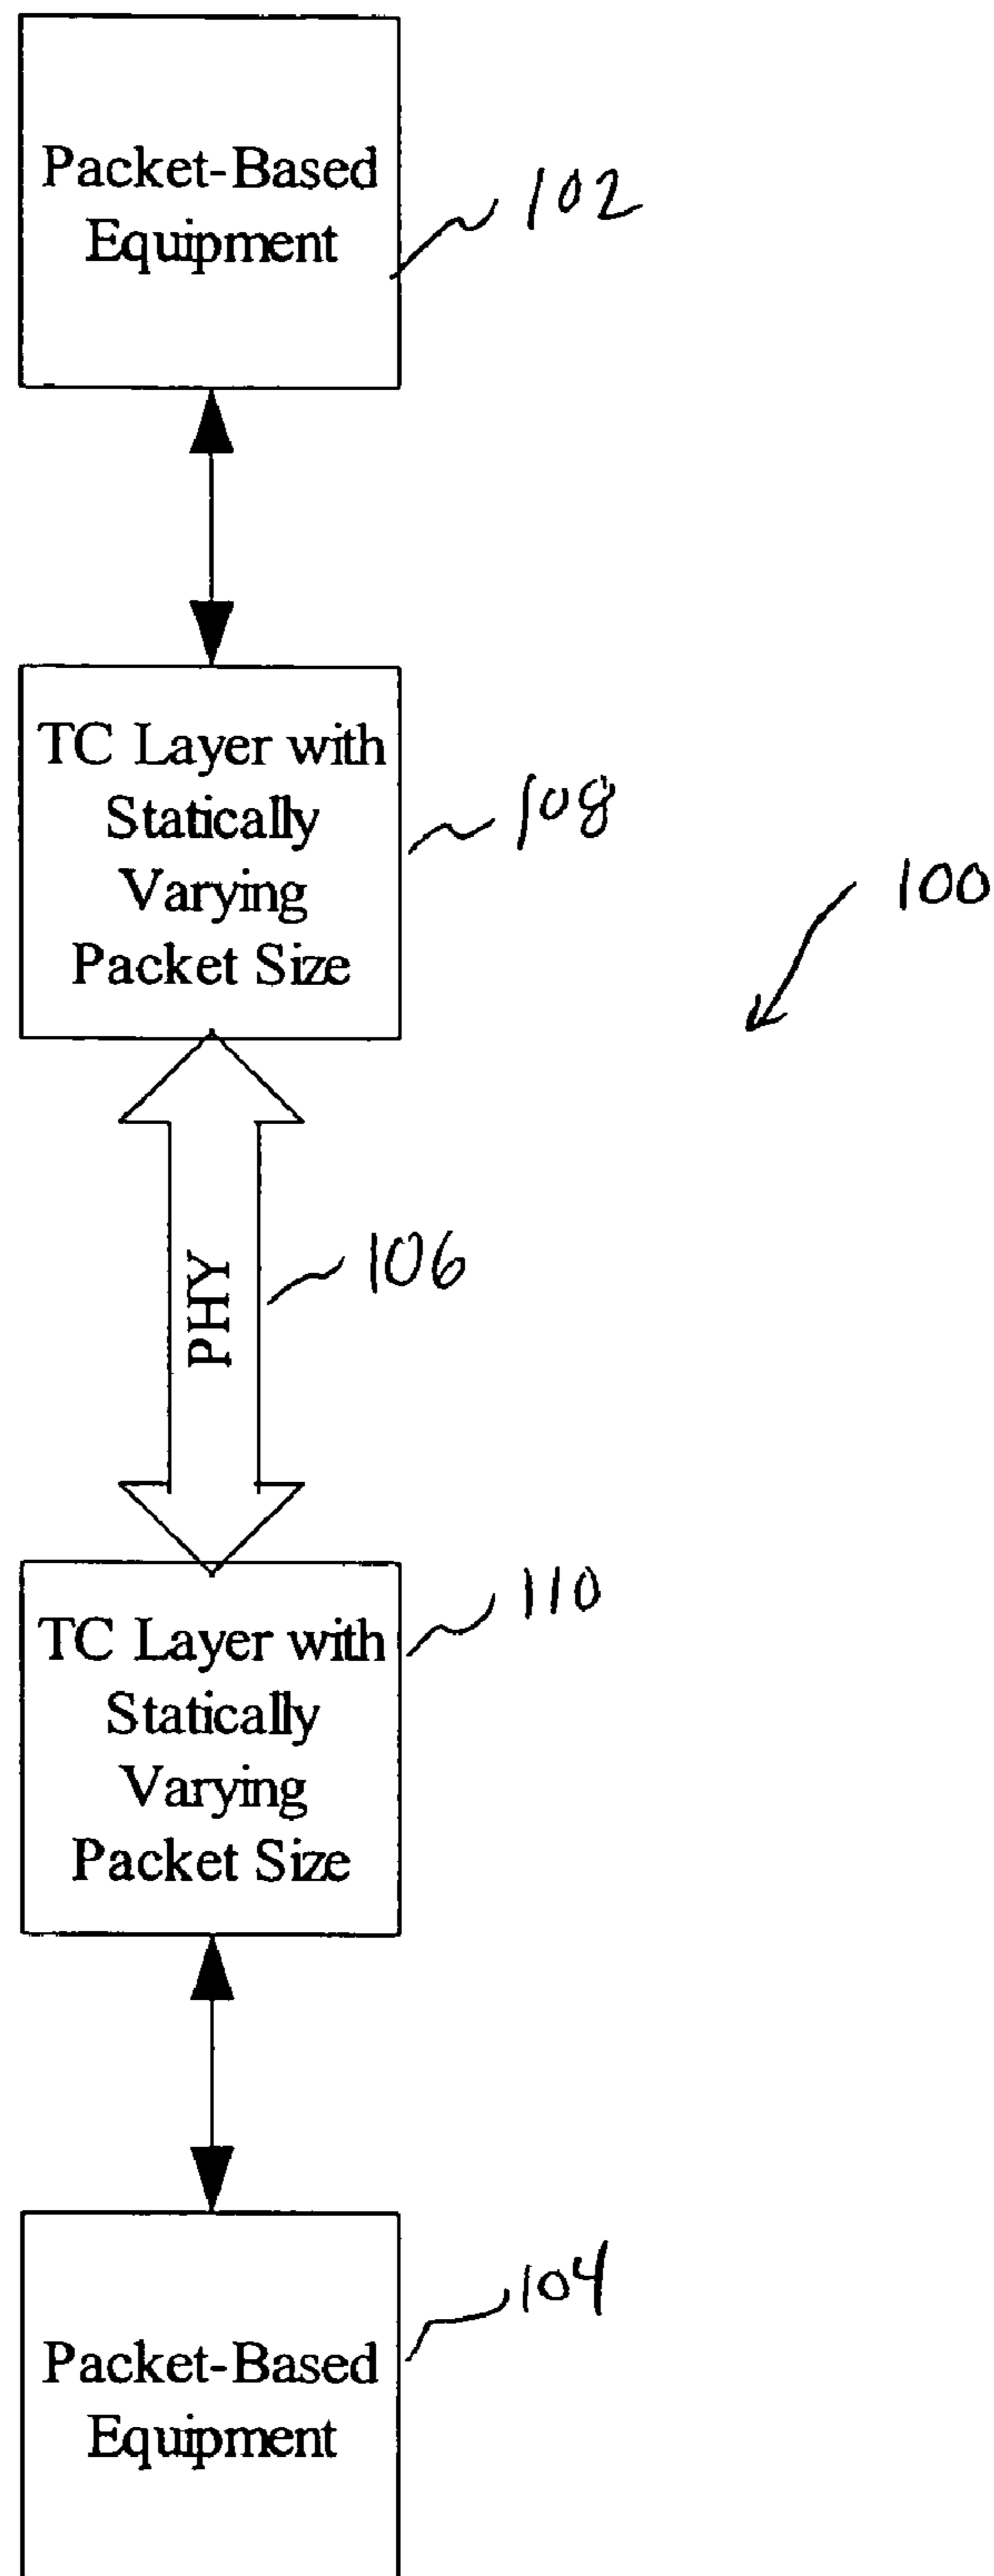 Packet-Based
Equipment
102
TC Layer with
Statically
Varying
Packet Size
108
100
PHY
106
TC Layer with
Statically
Varying
Packet Size
110
Packet-Based
Equipment
104